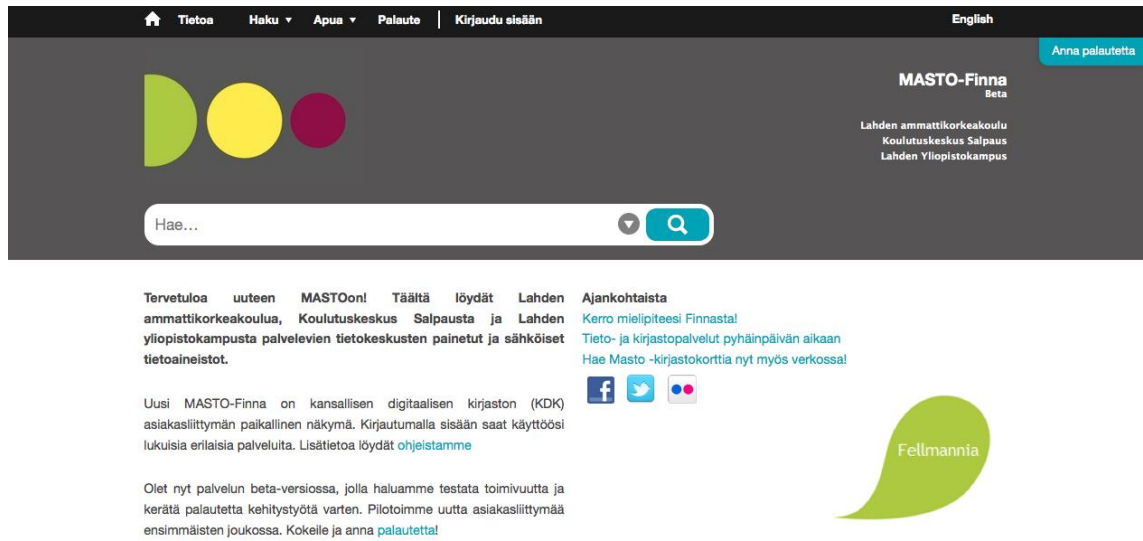 Tietoa Haku Apua Palaute Kirjaudu sisään English
Anna palautetta
MASTO-Finna
Beta
Lahden ammattikorkeakoulu
Koulutuskeskus Salpaus
Lahden Yliopistokampus
Hae...
Tervetuloa uuteen MASTOon! Täältä löydät Lahden
ammattikorkeakoulua, Koulutuskeskus Salpausta ja Lahden
yliopistokampusta palvelevien tietokeskusten painetut ja sähköiset
tietoaineistot.
Uusi MASTO-Finna on kansallisen digitaalisen kirjaston (KDK)
asiakasliittymän paikallinen näkymä. Kirjautumalla sisään saat käyttöösi
lukuisia erilaisia palveluita. Lisätietoa löydät ohjeistamme
Olet nyt palvelun beta-versiossa, jolla haluamme testata toimivuutta ja
kerätä palautetta kehitystyötä varten. Pilotoimme uutta asiakasliittymää
ensimmäisten joukossa. Kokeile ja anna palautetta!
Ajankohtaista
Kerro mielipiteesi Finnasta!
Tieto- ja kirjastopalvelut pyhäinpäivän aikaan
Hae Masto -kirjastokorttia nyt myös verkossa!
Fellmannia